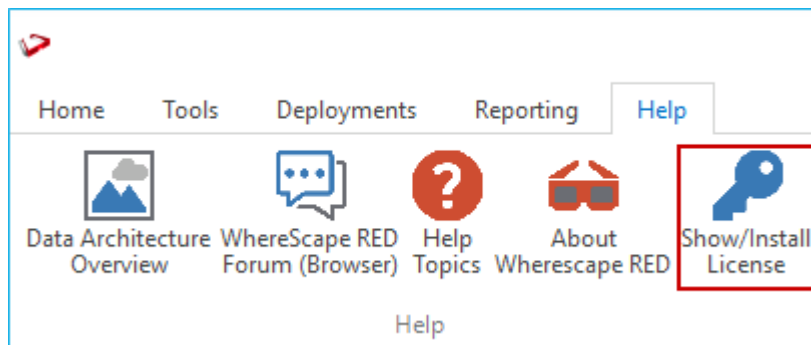 Home Tools Deployments Reporting Help
Data Architecture WhereScape RED Help About Show/Install
Overview Forum (Browser) Topics Wherescape RED License
Help